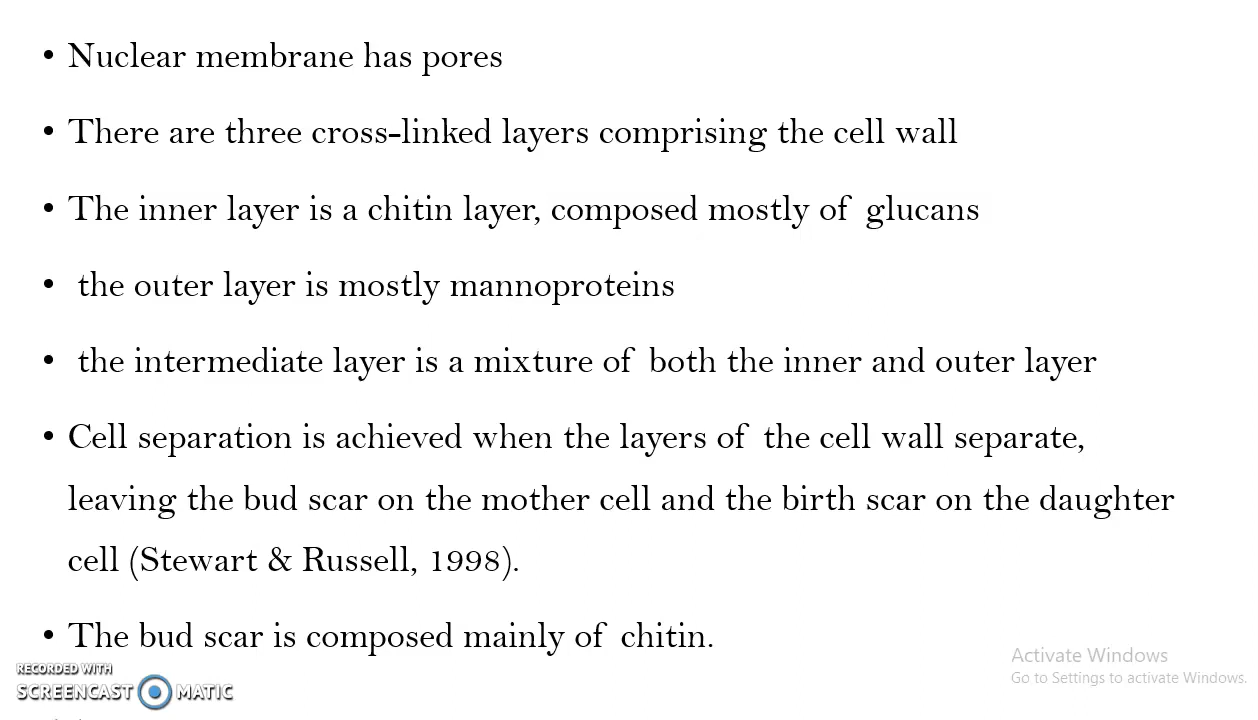 • Nuclear membrane has pores
• There are three cross-linked layers comprising the cell wall
• The inner layer is a chitin layer, composed mostly of glucans
• the outer layer is mostly mannoproteins
• the intermediate layer is a mixture of both the inner and outer layer
• Cell separation is achieved when the layers of the cell wall separate,
leaving the bud scar on the mother cell and the birth scar on the daughter
cell (Stewart & Russell, 1998).
• The bud scar is composed mainly of chitin.
RECORDED WITH
SCREENCAST MATIC
Activate Windows
Go to Settings to activate Windows.